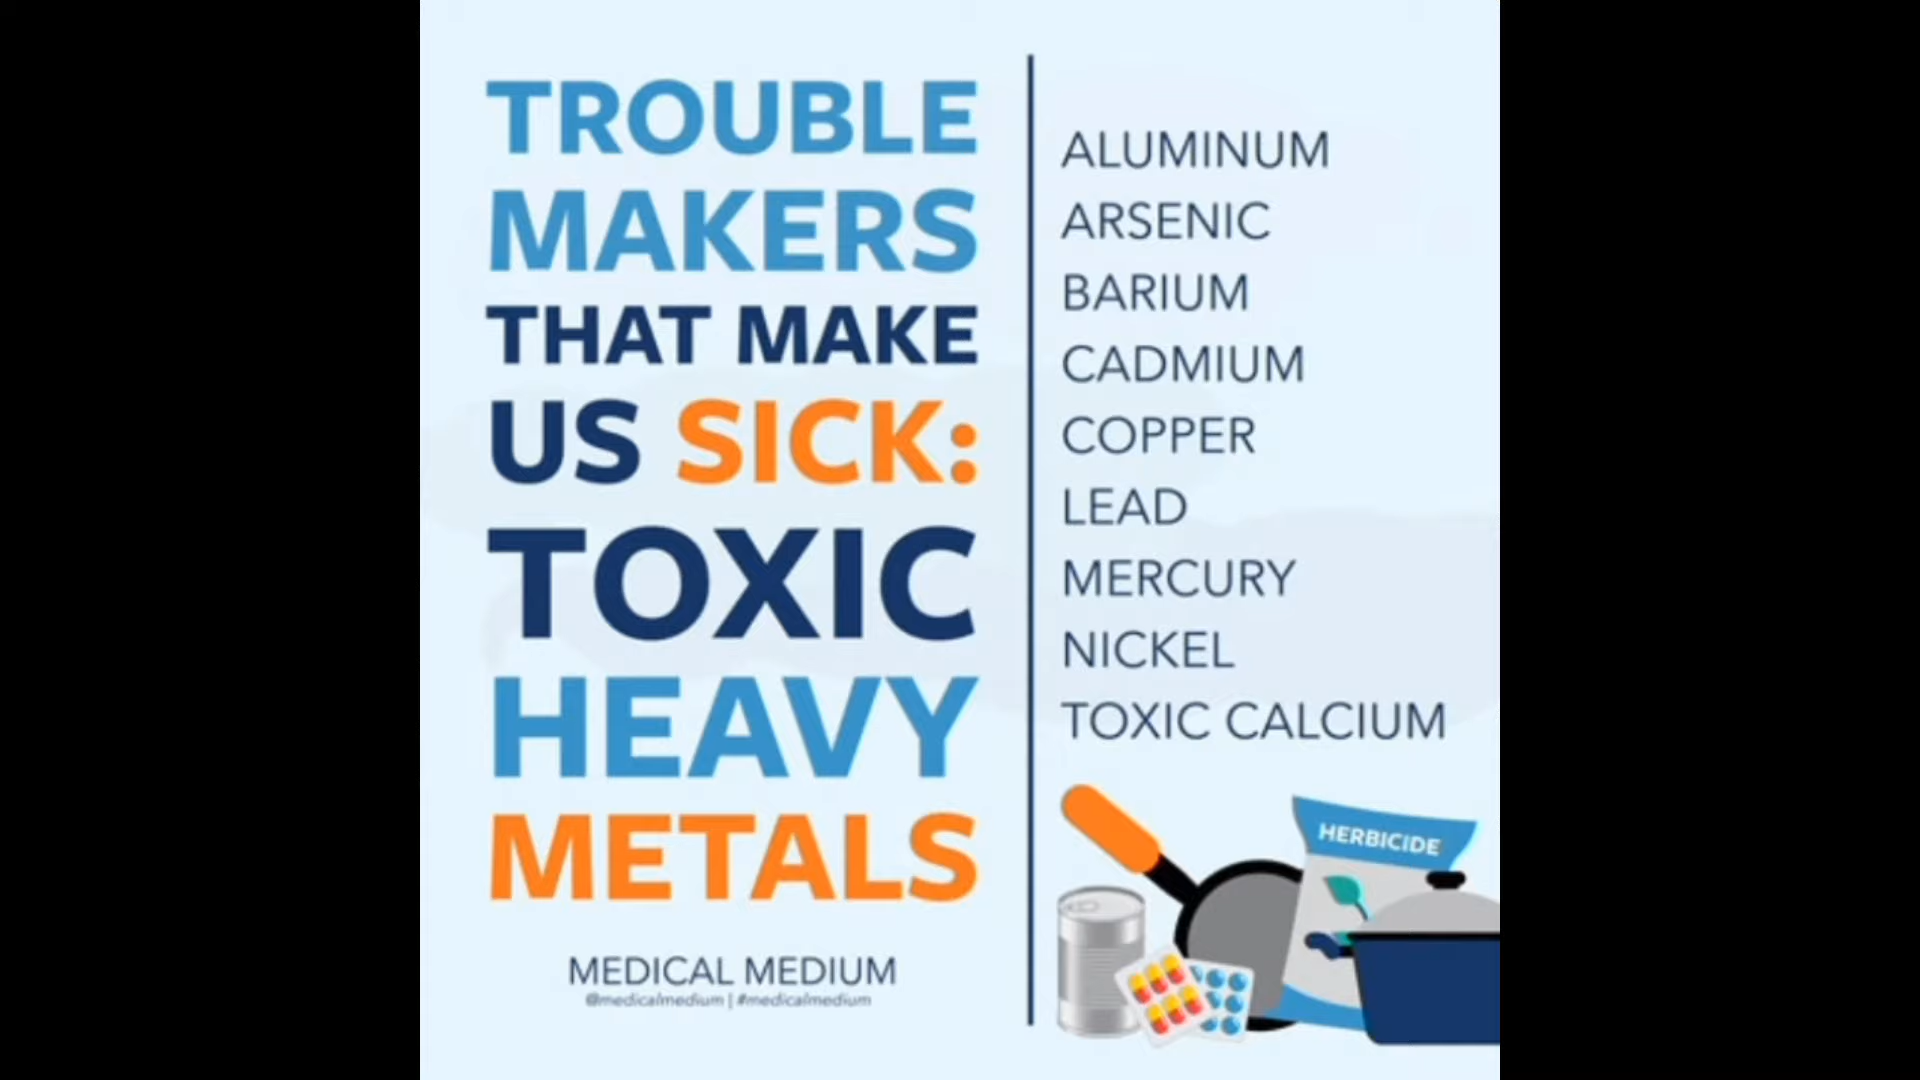 TROUBLE
MAKERS
THAT MAKE
US SICK:
TOXIC
HEAVY
METALS
MEDICAL MEDIUM
@medicalmedium | #medicalmedium
ALUMINUM
ARSENIC
BARIUM
CADMIUM
COPPER
LEAD
MERCURY
NICKEL
TOXIC CALCIUM
HERBICIDE